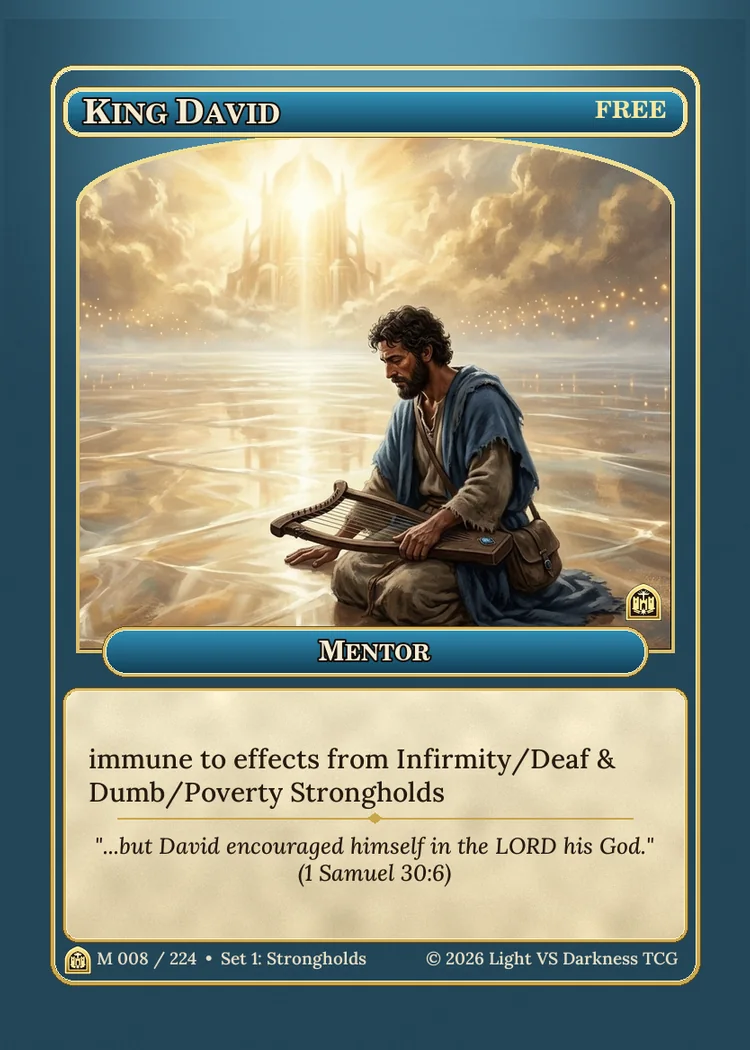 King David
FREE
Mentor
immune to effects from Infirmity/Deaf &
Dumb/Poverty Strongholds
"...but David encouraged himself in the LORD his God."
(1 Samuel 30:6)
M 008 / 224 • Set 1: Strongholds
© 2026 Light VS Darkness TCG